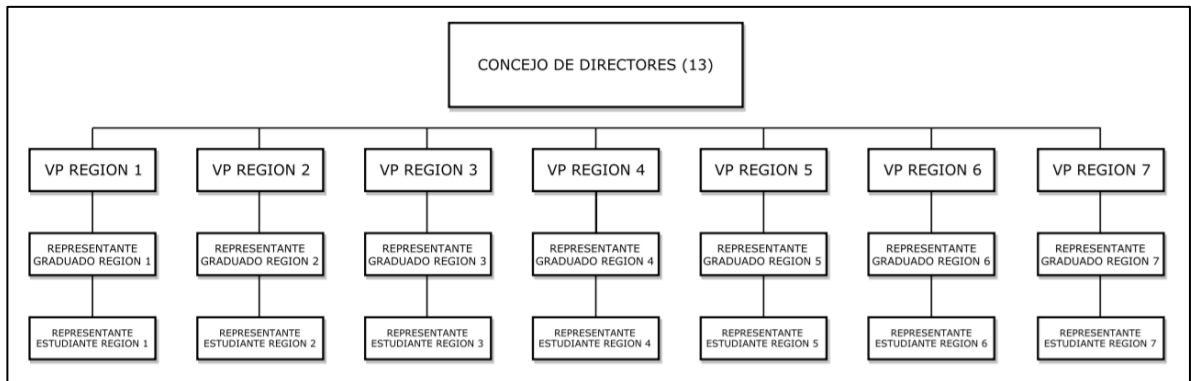 CONCEJO DE DIRECTORES (13)
VP REGION 1
VP REGION 2
VP REGION 3
VP REGION 4
VP REGION 5
VP REGION 6
VP REGION 7
REPRESENTANTE
GRADUADO REGION 1
REPRESENTANTE
GRADUADO REGION 2
REPRESENTANTE
GRADUADO REGION 3
REPRESENTANTE
GRADUADO REGION 4
REPRESENTANTE
GRADUADO REGION 5
REPRESENTANTE
GRADUADO REGION 6
REPRESENTANTE
GRADUADO REGION 7
REPRESENTANTE
ESTUDIANTE REGION 1
REPRESENTANTE
ESTUDIANTE REGION 2
REPRESENTANTE
ESTUDIANTE REGION 3
REPRESENTANTE
ESTUDIANTE REGION 4
REPRESENTANTE
ESTUDIANTE REGION 5
REPRESENTANTE
ESTUDIANTE REGION 6
REPRESENTANTE
ESTUDIANTE REGION 7